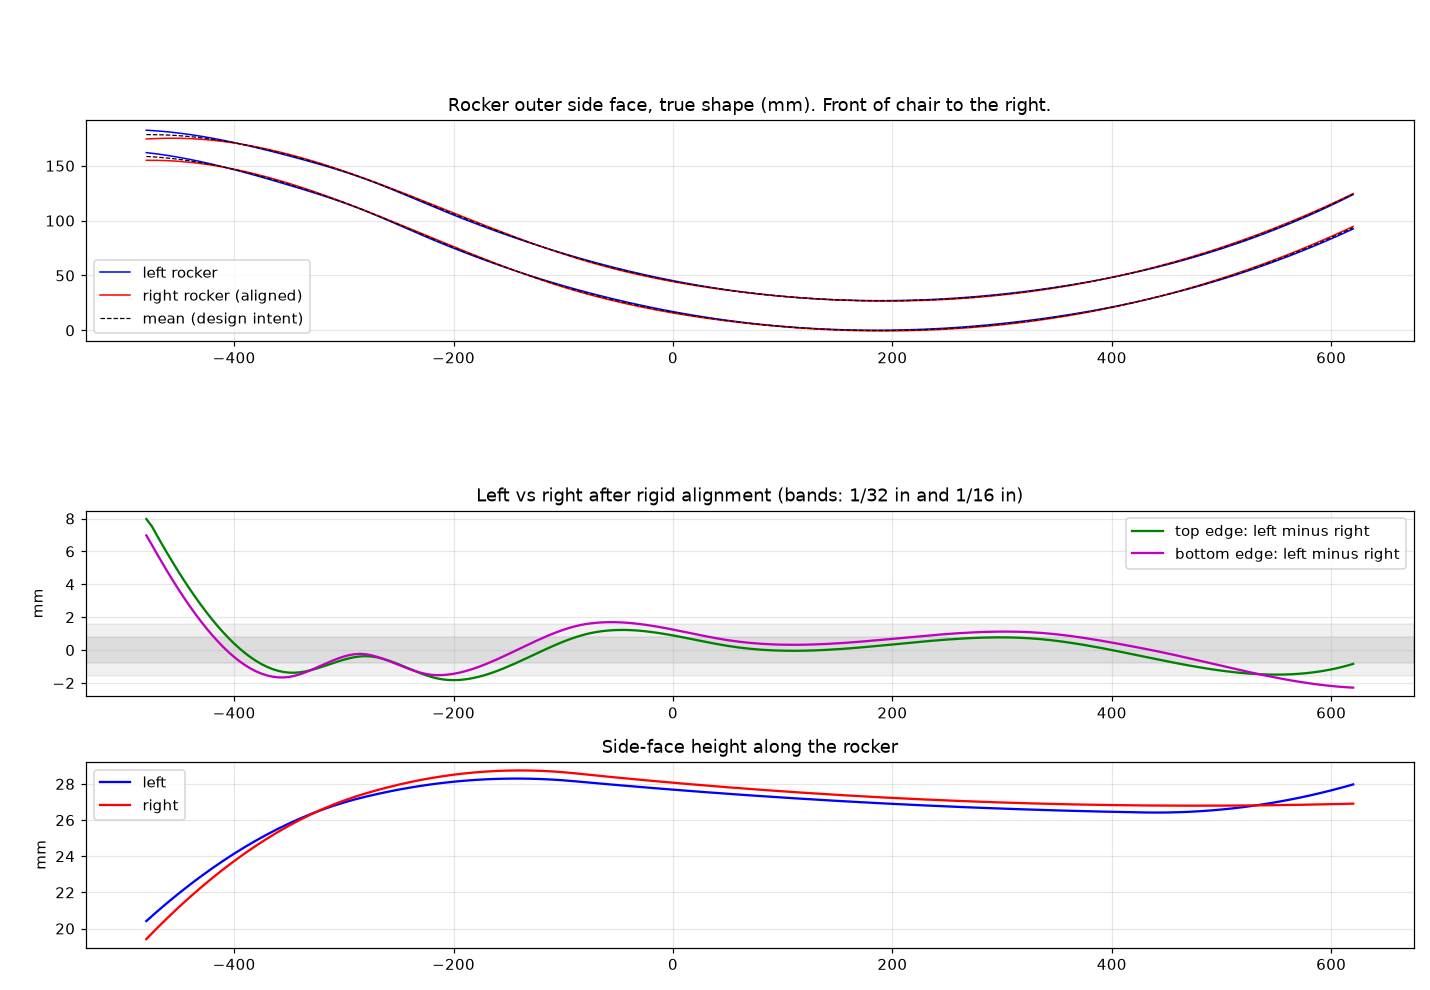 Rocker outer side face, true shape (mm). Front of chair to the right.
150
100
50
0
left rocker
right rocker (aligned)
mean (design intent)
−400 −200 0 200 400 600
Left vs right after rigid alignment (bands: 1/32 in and 1/16 in)
8
6
4
2
0
−2
mm
top edge: left minus right
bottom edge: left minus right
−400 −200 0 200 400 600
Side-face height along the rocker
28
26
24
22
20
mm
left
right
−400 −200 0 200 400 600